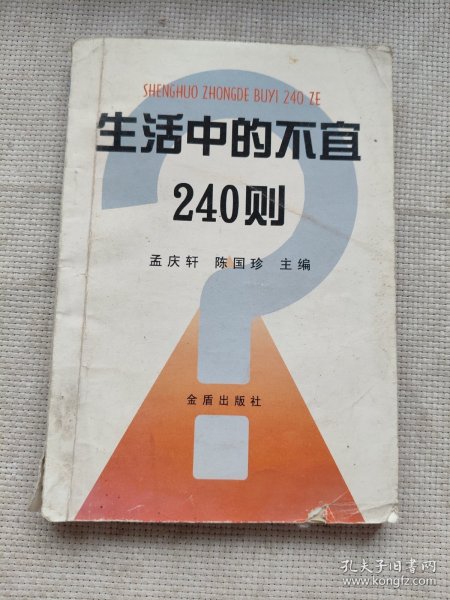 SHENGHUO ZHONGDE BUYI 240 ZE
生活中的不宜
240则
孟庆轩 陈国珍 主编
金盾出版社
孔夫子旧书网
www.kongfz.com